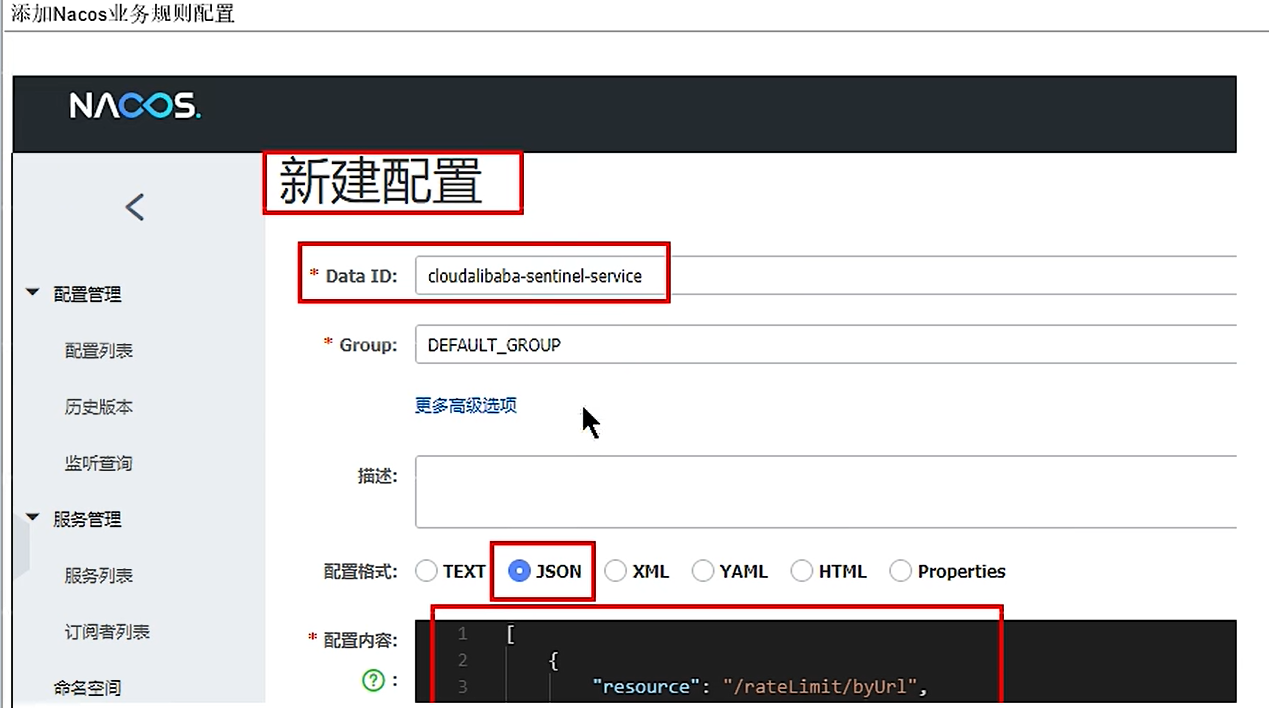 添加Nacos业务规则配置
NACOS.
新建配置
* Data ID: cloudalibaba-sentinel-service
* Group: DEFAULT_GROUP
更多高级选项
描述:
配置格式: TEXT JSON XML YAML HTML Properties
* 配置内容:
? :
1 [
2 {
3 "resource": "/rateLimit/byUrl",
配置管理
配置列表
历史版本
监听查询
服务管理
服务列表
订阅者列表
命名空间